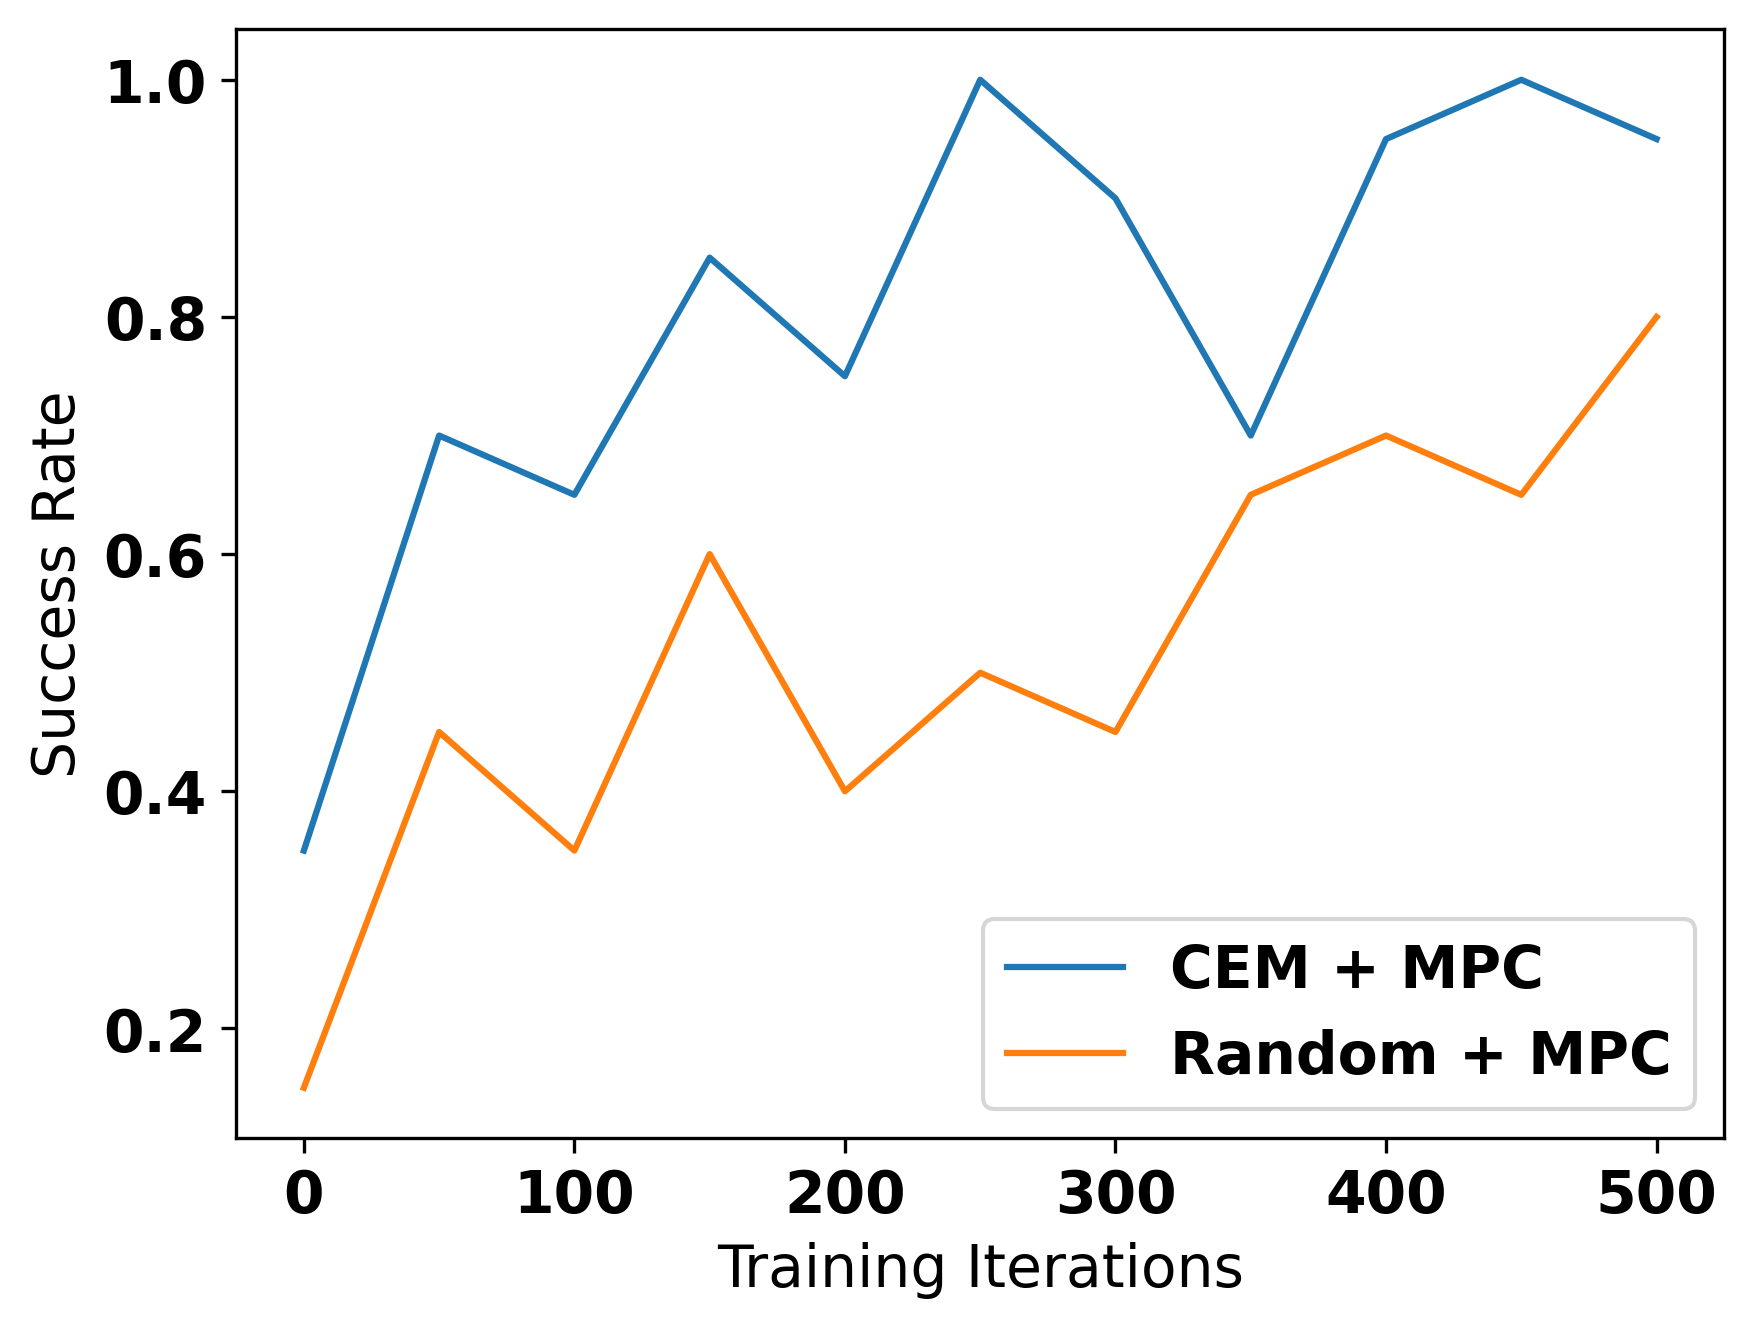 1.0
0.8
0.6
0.4
0.2
Success Rate
CEM + MPC
Random + MPC
0 100 200 300 400 500
Training Iterations